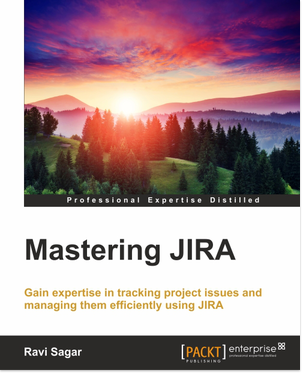 Professional Expertise Distilled
Mastering JIRA
Gain expertise in tracking project issues and
managing them efficiently using JIRA
Ravi Sagar
[PACKT] enterprise
PUBLISHING
professional expertise distilled